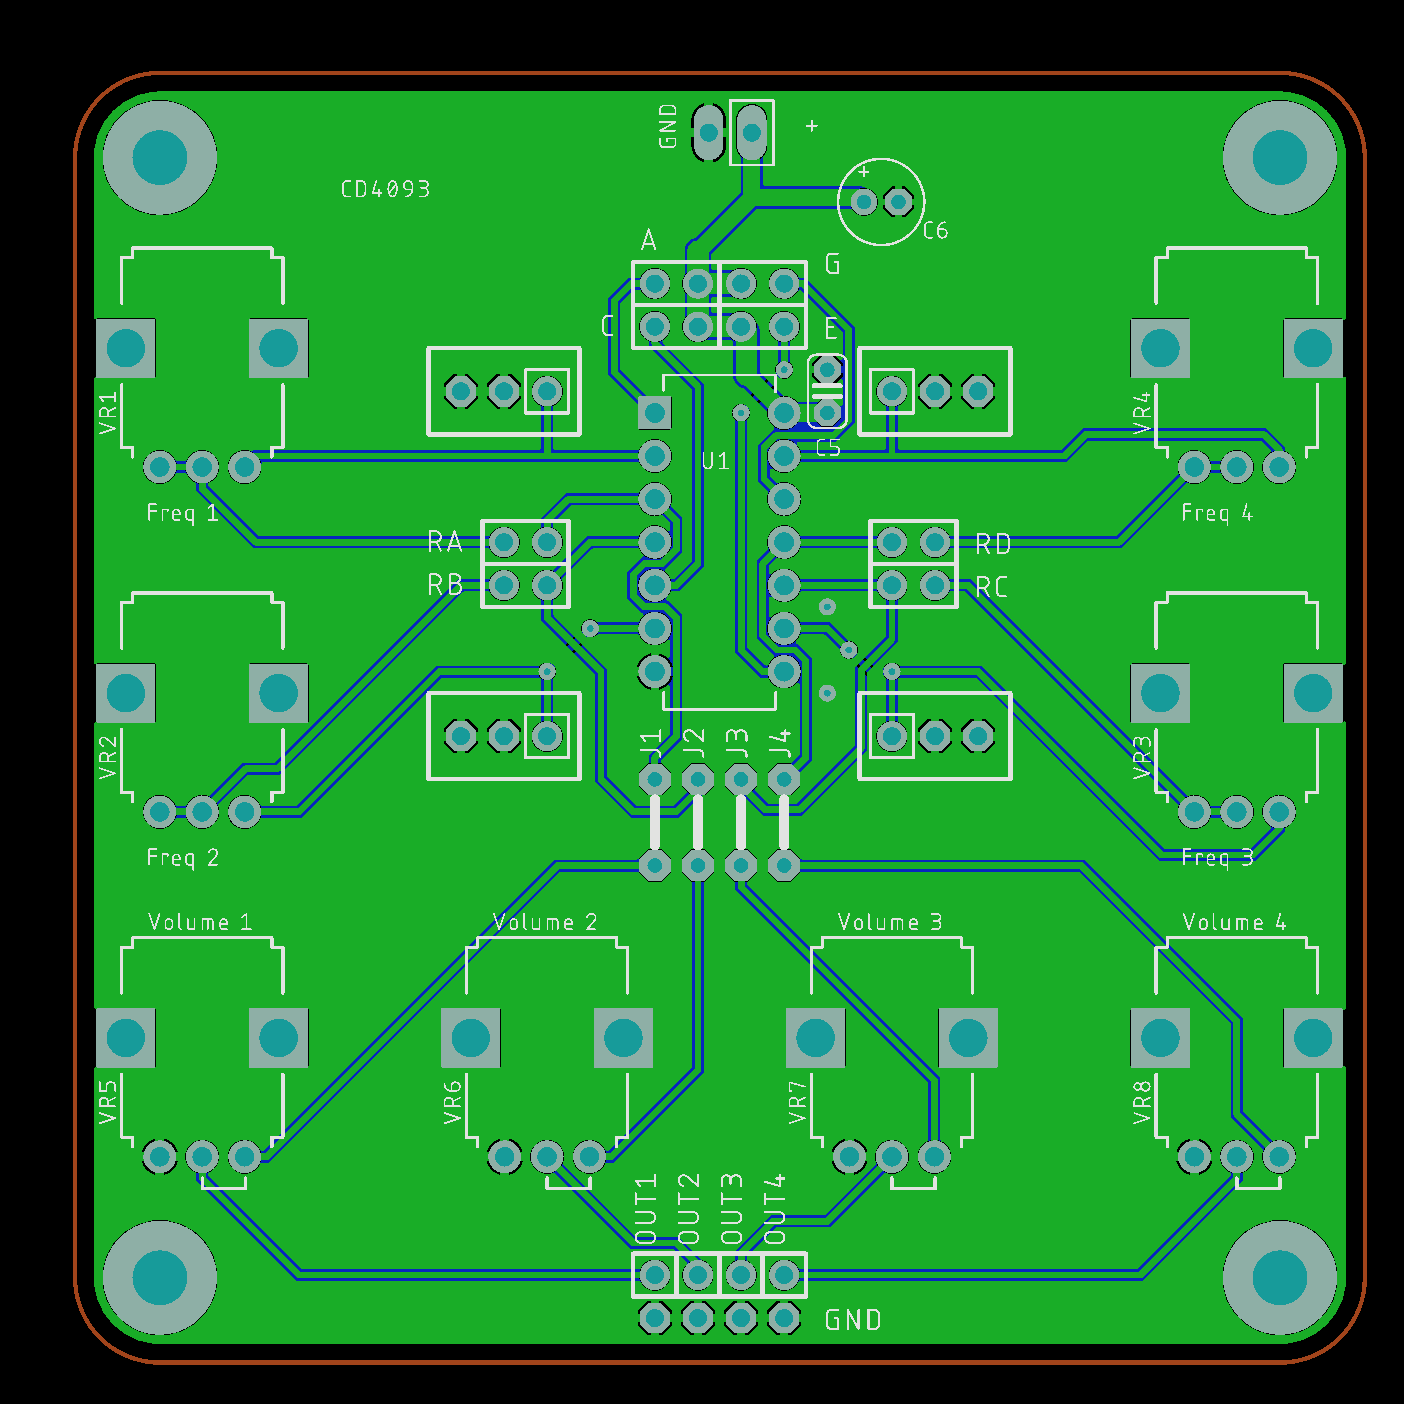 GND
+
CD4093
+
C6
A
G
C
E
VR1
VR4
C5
U1
Freq 1
Freq 4
RA
RD
RB
RC
VR2
J1
J2
J3
J4
VR3
Freq 2
Freq 3
Volume 1
Volume 2
Volume 3
Volume 4
VR5
VR6
VR7
VR8
OUT1
OUT2
OUT3
OUT4
GND